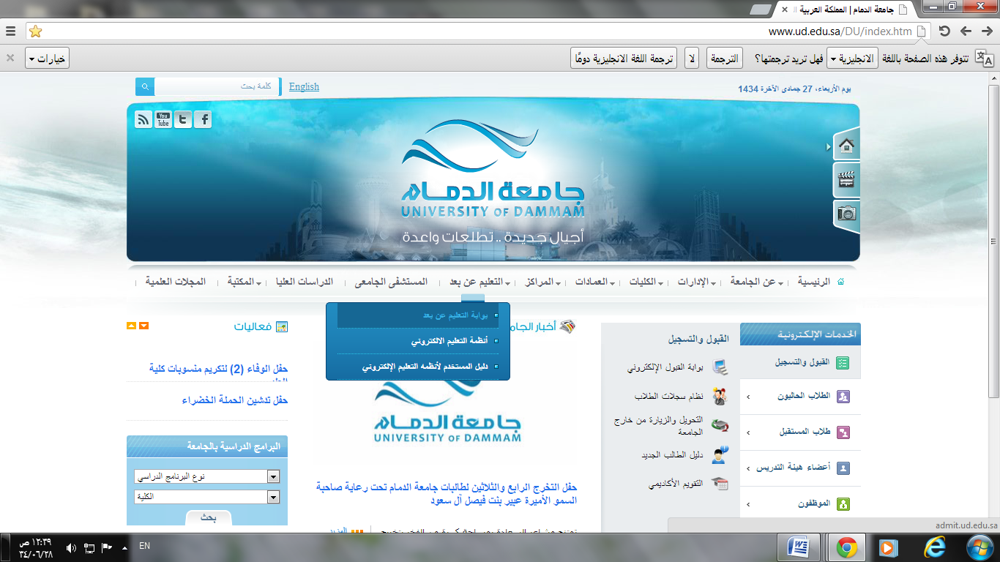 جامعة الدمام | المملكة العربية ال
www.ud.edu.sa/DU/index.htm
تتوفر هذه الصفحة باللغة الانجليزية فهل تريد ترجمتها؟ الترجمة لا ترجمة اللغة الانجليزية دومًا خيارات
يوم الأربعاء، 27 جمادى الآخرة 1434
English
كلمة بحث
You Tube
جامعة الدمام
UNIVERSITY OF DAMMAM
أجيال جديدة .. تطلعات واعدة
الرئيسية عن الجامعة الإدارات الكليات العمادات المراكز التعليم عن بعد المستشفى الجامعى الدراسات العليا المكتبة المجلات العلمية
بوابة التعليم عن بعد
أنظمة التعليم الالكتروني
دليل المستخدم لأنظمه التعليم الإلكتروني
الخدمات الإلكترونية
القبول والتسجيل
الطلاب الحاليون
طلاب المستقبل
أعضاء هيئة التدريس
الموظفون
القبول والتسجيل
بوابة القبول الإلكتروني
نظام سجلات الطلاب
التحويل والزيارة من خارج
الجامعة
دليل الطالب الجديد
التقويم الأكاديمي
أخبار الجام
جامعة الدمام
UNIVERSITY OF DAMMAM
حفل التخرج الرابع والثلاثين لطالبات جامعة الدمام تحت رعاية صاحبة
السمو الأميرة عبير بنت فيصل آل سعود
المزيد
فعاليات
حفل الوفاء (2) لتكريم منسوبات كلية
حفل تدشين الحملة الخضراء
البرامج الدراسية بالجامعة
نوع البرنامج الدراسي
الكلية
بحث
admit.ud.edu.sa
EN
١٢:٣٩ ص
٣٤/٠٦/٢٨